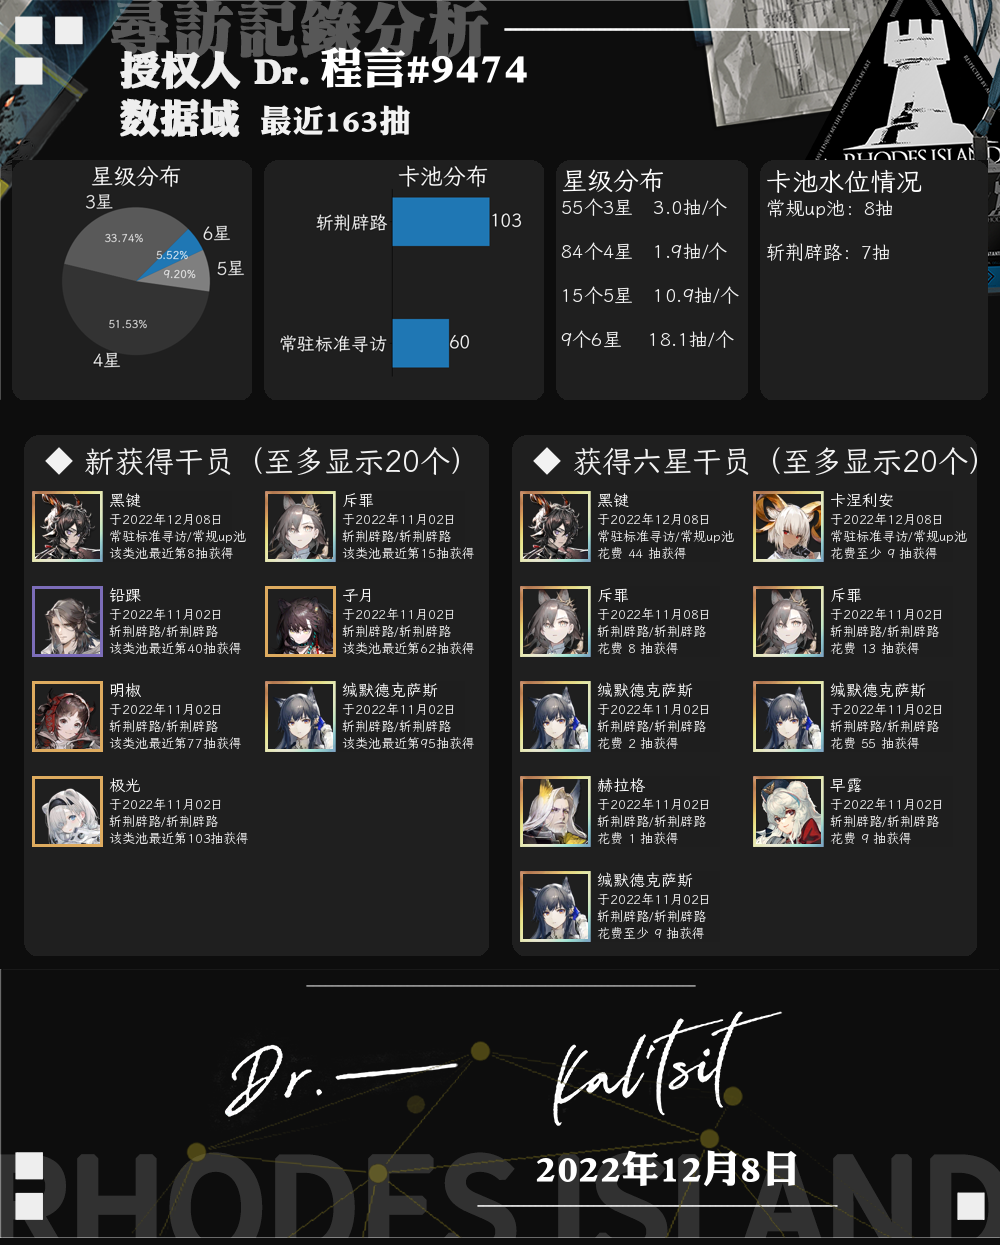 尋訪記錄分析
授权人 Dr. 程言#9474
数据域 最近163抽
RHODES ISLAND
星级分布
3星
33.74%
6星
5.52%
5星
9.20%
51.53%
4星
卡池分布
斩荆辟路 103
常驻标准寻访 60
星级分布
55个3星 3.0抽/个
84个4星 1.9抽/个
15个5星 10.9抽/个
9个6星 18.1抽/个
卡池水位情况
常规up池：8抽
斩荆辟路：7抽
新获得干员（至多显示20个）
黑键
于2022年12月08日
常驻标准寻访/常规up池
该类池最近第8抽获得
斥罪
于2022年11月02日
斩荆辟路/斩荆辟路
该类池最近第15抽获得
铅踝
于2022年11月02日
斩荆辟路/斩荆辟路
该类池最近第40抽获得
子月
于2022年11月02日
斩荆辟路/斩荆辟路
该类池最近第62抽获得
明椒
于2022年11月02日
斩荆辟路/斩荆辟路
该类池最近第77抽获得
缄默德克萨斯
于2022年11月02日
斩荆辟路/斩荆辟路
该类池最近第95抽获得
极光
于2022年11月02日
斩荆辟路/斩荆辟路
该类池最近第103抽获得
获得六星干员（至多显示20个）
黑键
于2022年12月08日
常驻标准寻访/常规up池
花费 44 抽获得
卡涅利安
于2022年12月08日
常驻标准寻访/常规up池
花费至少 9 抽获得
斥罪
于2022年11月08日
斩荆辟路/斩荆辟路
花费 8 抽获得
斥罪
于2022年11月02日
斩荆辟路/斩荆辟路
花费 13 抽获得
缄默德克萨斯
于2022年11月02日
斩荆辟路/斩荆辟路
花费 2 抽获得
缄默德克萨斯
于2022年11月02日
斩荆辟路/斩荆辟路
花费 55 抽获得
赫拉格
于2022年11月02日
斩荆辟路/斩荆辟路
花费 1 抽获得
早露
于2022年11月02日
斩荆辟路/斩荆辟路
花费 9 抽获得
缄默德克萨斯
于2022年11月02日
斩荆辟路/斩荆辟路
花费至少 9 抽获得
Dr.— Kal'tsit
2022年12月8日
RHODES ISLAND